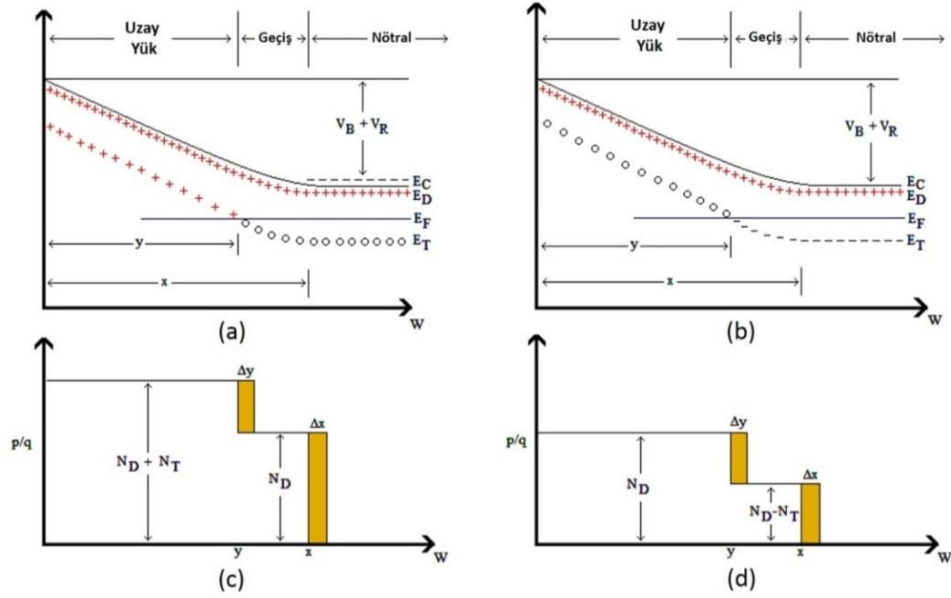 Uzay
Yük
Geçiş
Nötral
V_B + V_R
E_C
E_D
E_F
E_T
y
x
W
(a)
Uzay
Yük
Geçiş
Nötral
V_B + V_R
E_C
E_D
E_F
E_T
y
x
W
(b)
p/q
Δy
Δx
N_D + N_T
N_D
y
x
W
(c)
p/q
Δy
Δx
N_D
N_D-N_T
y
x
W
(d)